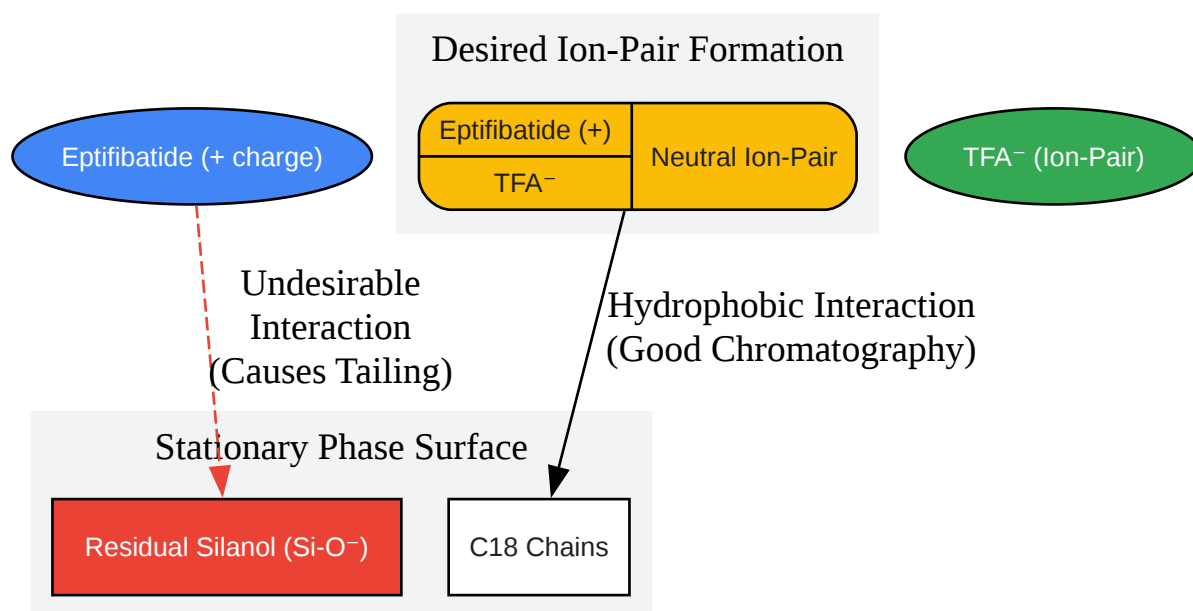 Desired Ion-Pair Formation
Eptifibatide (+ charge)
Eptifibatide (+)
TFA⁻
Neutral Ion-Pair
TFA⁻ (Ion-Pair)
Undesirable
Interaction
(Causes Tailing)
Hydrophobic Interaction
(Good Chromatography)
Stationary Phase Surface
Residual Silanol (Si-O⁻)
C18 Chains